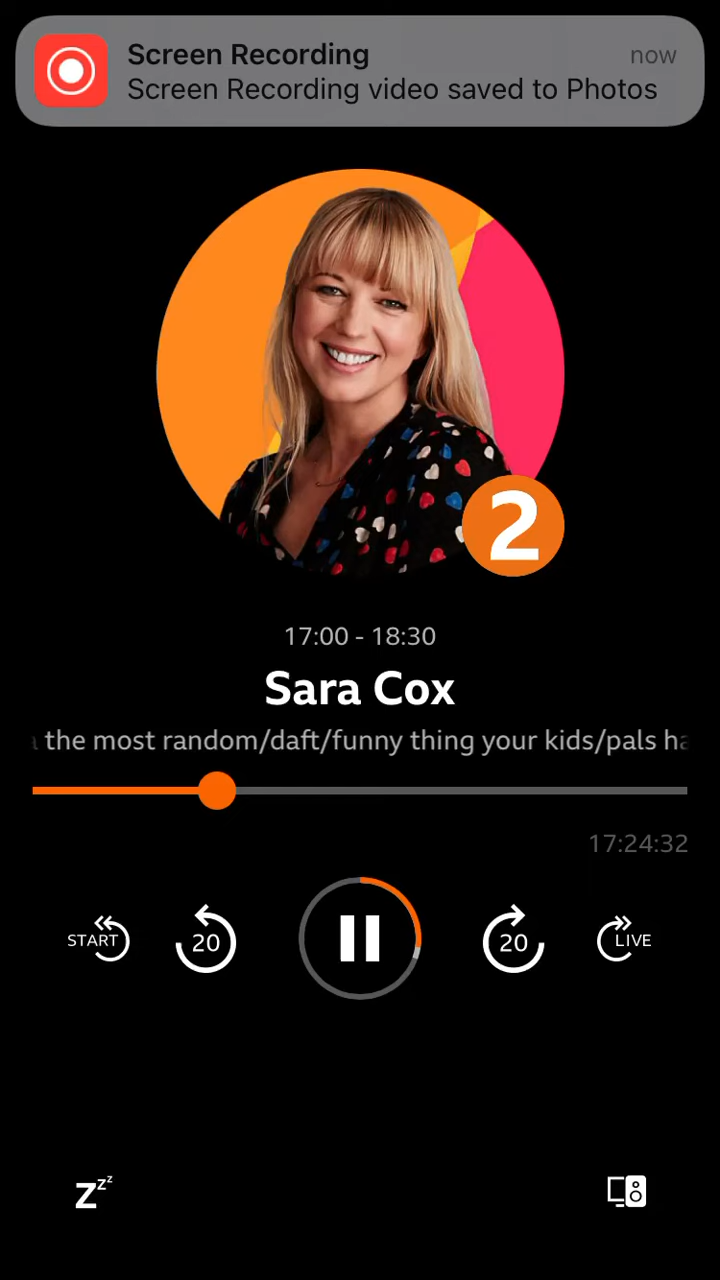 Screen Recording
now
Screen Recording video saved to Photos
2
17:00 - 18:30
Sara Cox
the most random/daft/funny thing your kids/pals
17:24:32
START
20
20
LIVE
Zzz